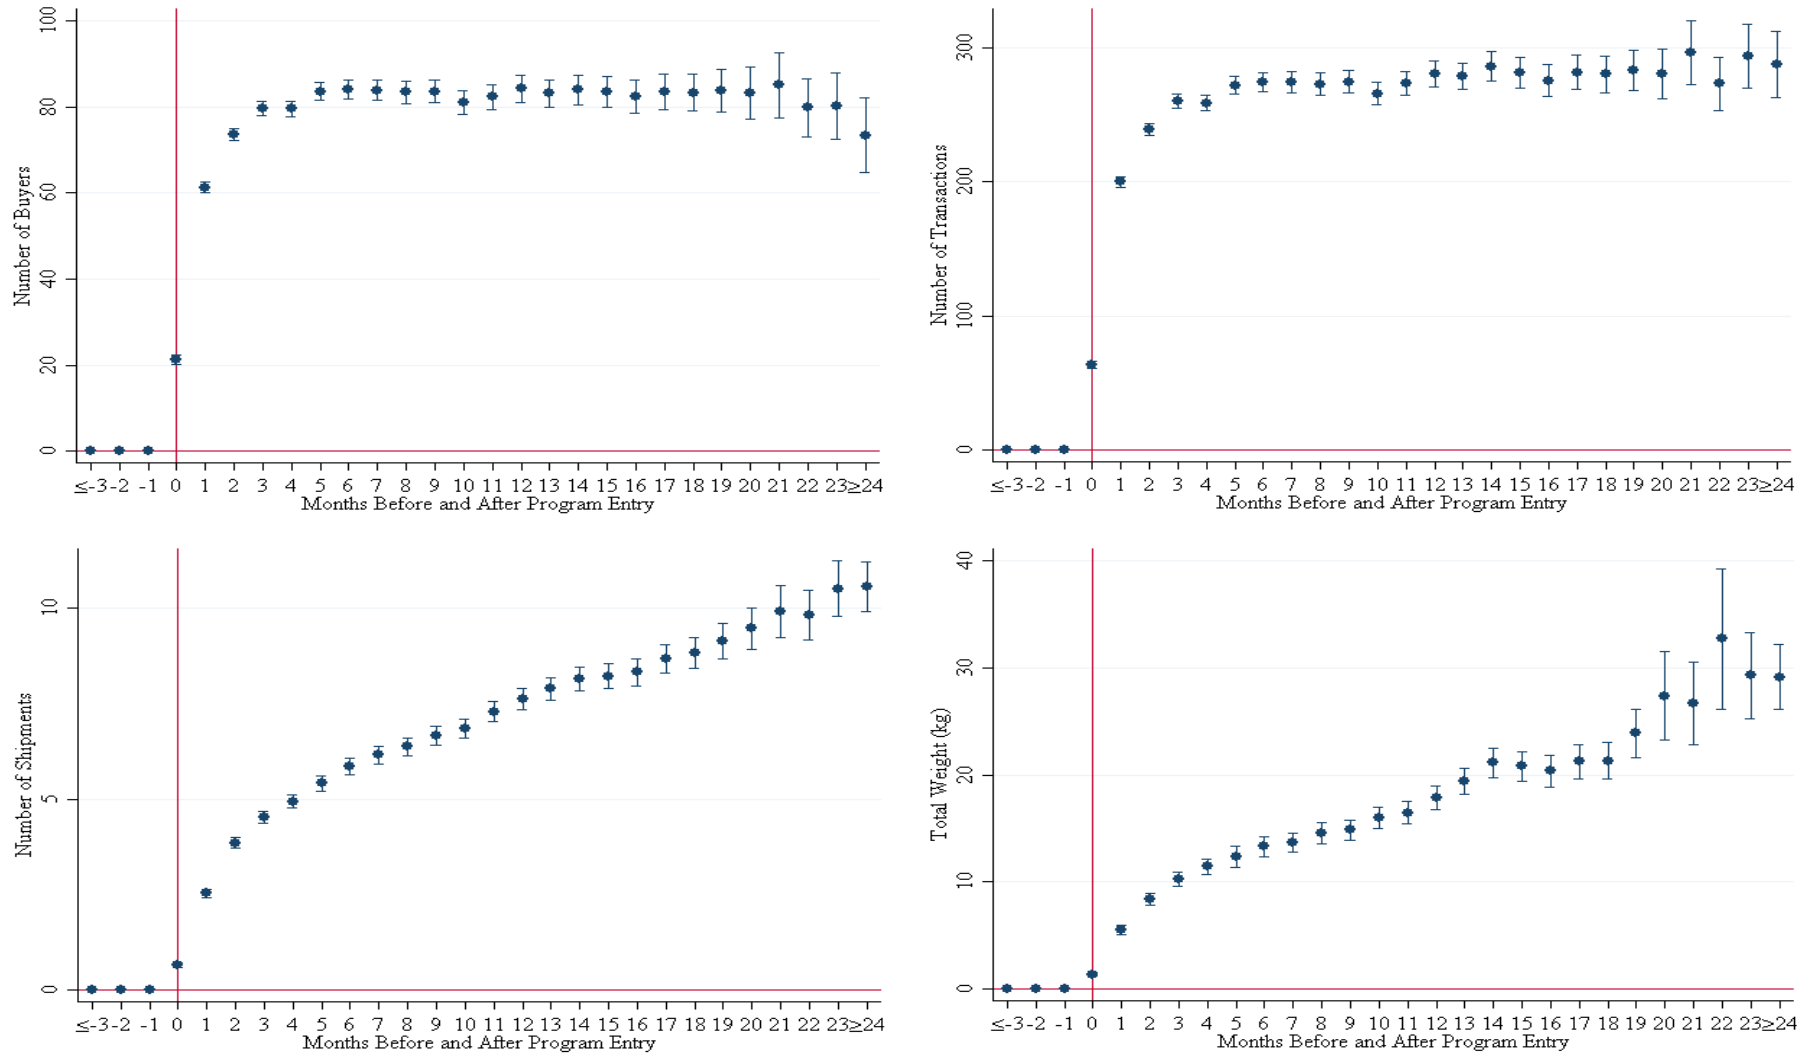 Number of Buyers
100
80
60
40
20
0
≤-3 -2 -1 0 1 2 3 4 5 6 7 8 9 10 11 12 13 14 15 16 17 18 19 20 21 22 23 ≥24
Months Before and After Program Entry
Number of Transactions
300
200
100
0
≤-3 -2 -1 0 1 2 3 4 5 6 7 8 9 10 11 12 13 14 15 16 17 18 19 20 21 22 23 ≥24
Months Before and After Program Entry
Number of Shipments
10
5
0
≤-3 -2 -1 0 1 2 3 4 5 6 7 8 9 10 11 12 13 14 15 16 17 18 19 20 21 22 23 ≥24
Months Before and After Program Entry
Total Weight (kg)
40
30
20
10
0
≤-3 -2 -1 0 1 2 3 4 5 6 7 8 9 10 11 12 13 14 15 16 17 18 19 20 21 22 23 ≥24
Months Before and After Program Entry